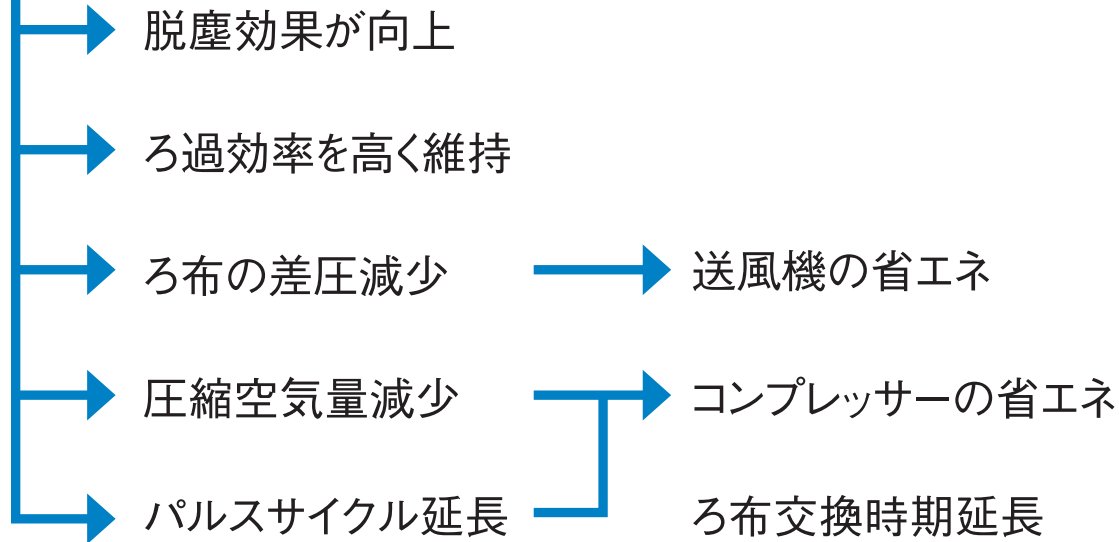 脱塵効果が向上
ろ過効率を高く維持
ろ布の差圧減少
送風機の省エネ
圧縮空気量減少
コンプレッサーの省エネ
パルスサイクル延長
ろ布交換時期延長